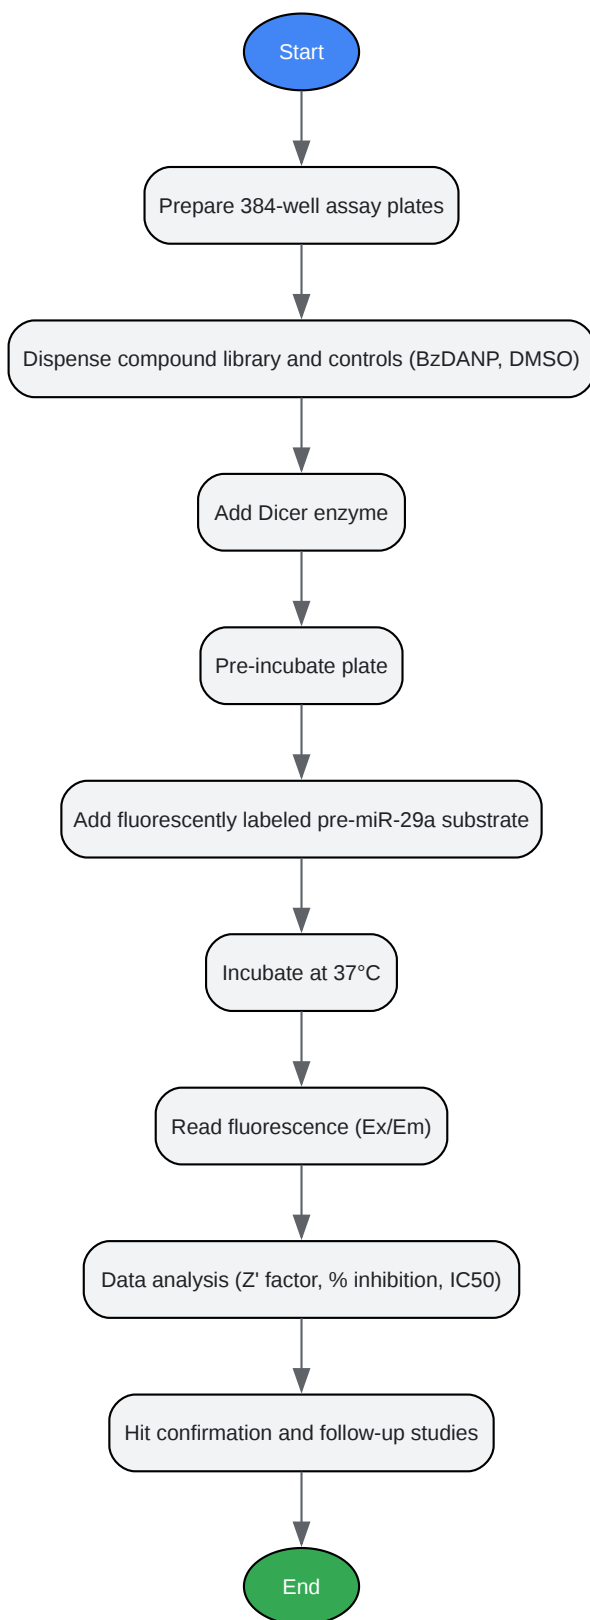 Start
Prepare 384-well assay plates
Dispense compound library and controls (BzDANP, DMSO)
Add Dicer enzyme
Pre-incubate plate
Add fluorescently labeled pre-miR-29a substrate
Incubate at 37°C
Read fluorescence (Ex/Em)
Data analysis (Z' factor, % inhibition, IC50)
Hit confirmation and follow-up studies
End